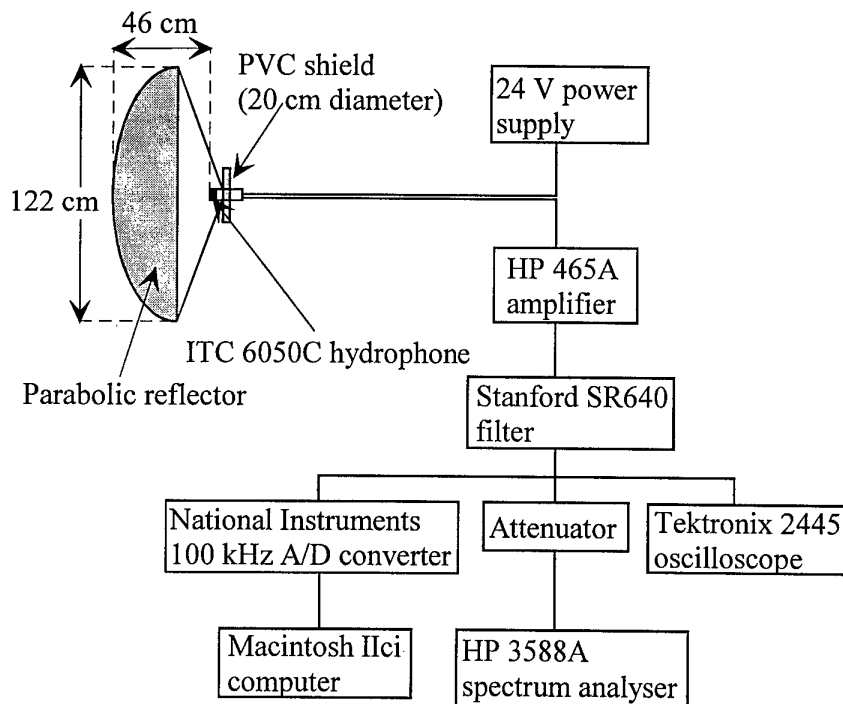 46 cm
PVC shield
(20 cm diameter)
24 V power
supply
122 cm
HP 465A
amplifier
ITC 6050C hydrophone
Parabolic reflector
Stanford SR640
filter
National Instruments
100 kHz A/D converter
Attenuator
Tektronix 2445
oscilloscope
Macintosh IIci
computer
HP 3588A
spectrum analyser